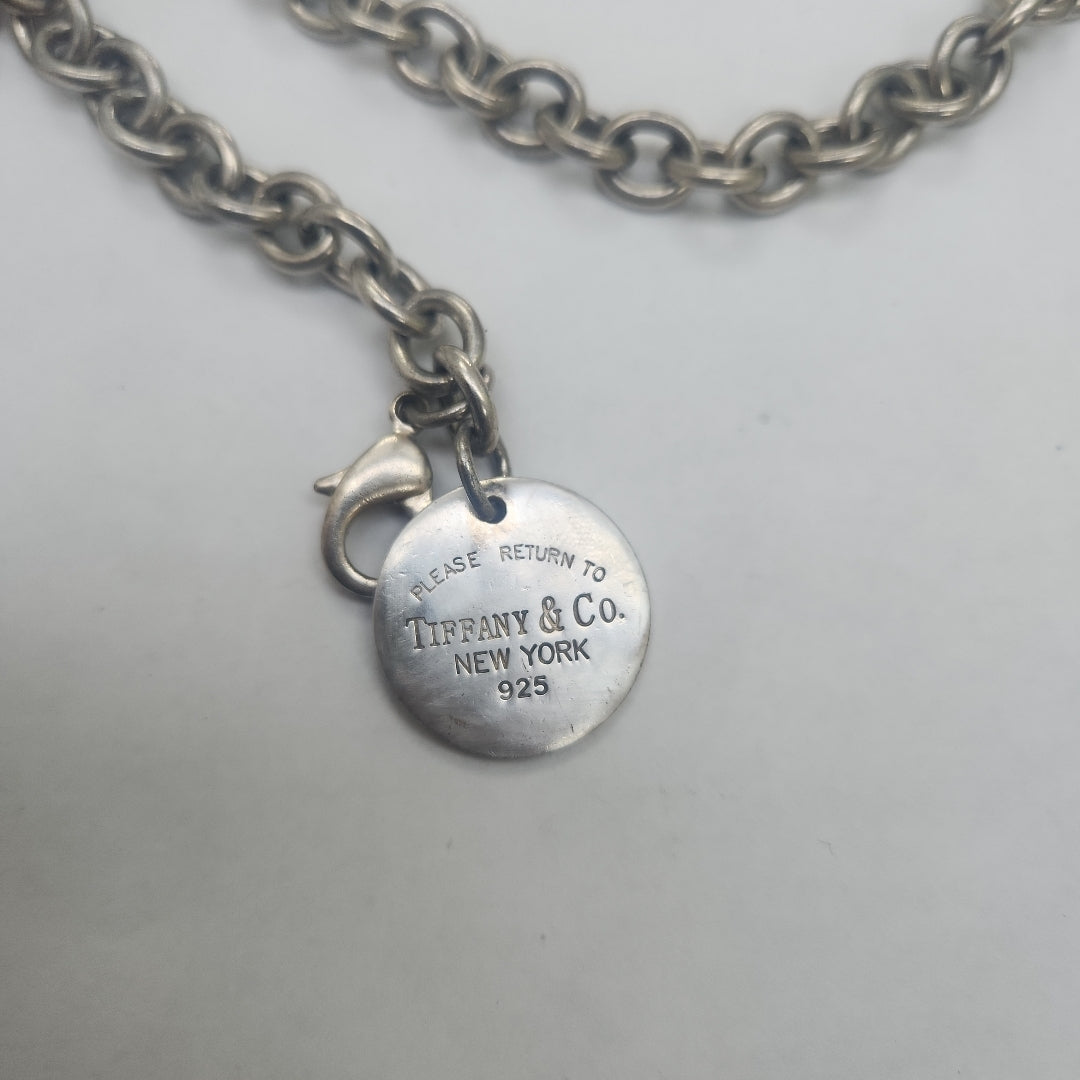 PLEASE RETURN TO
TIFFANY & CO.
NEW YORK
925